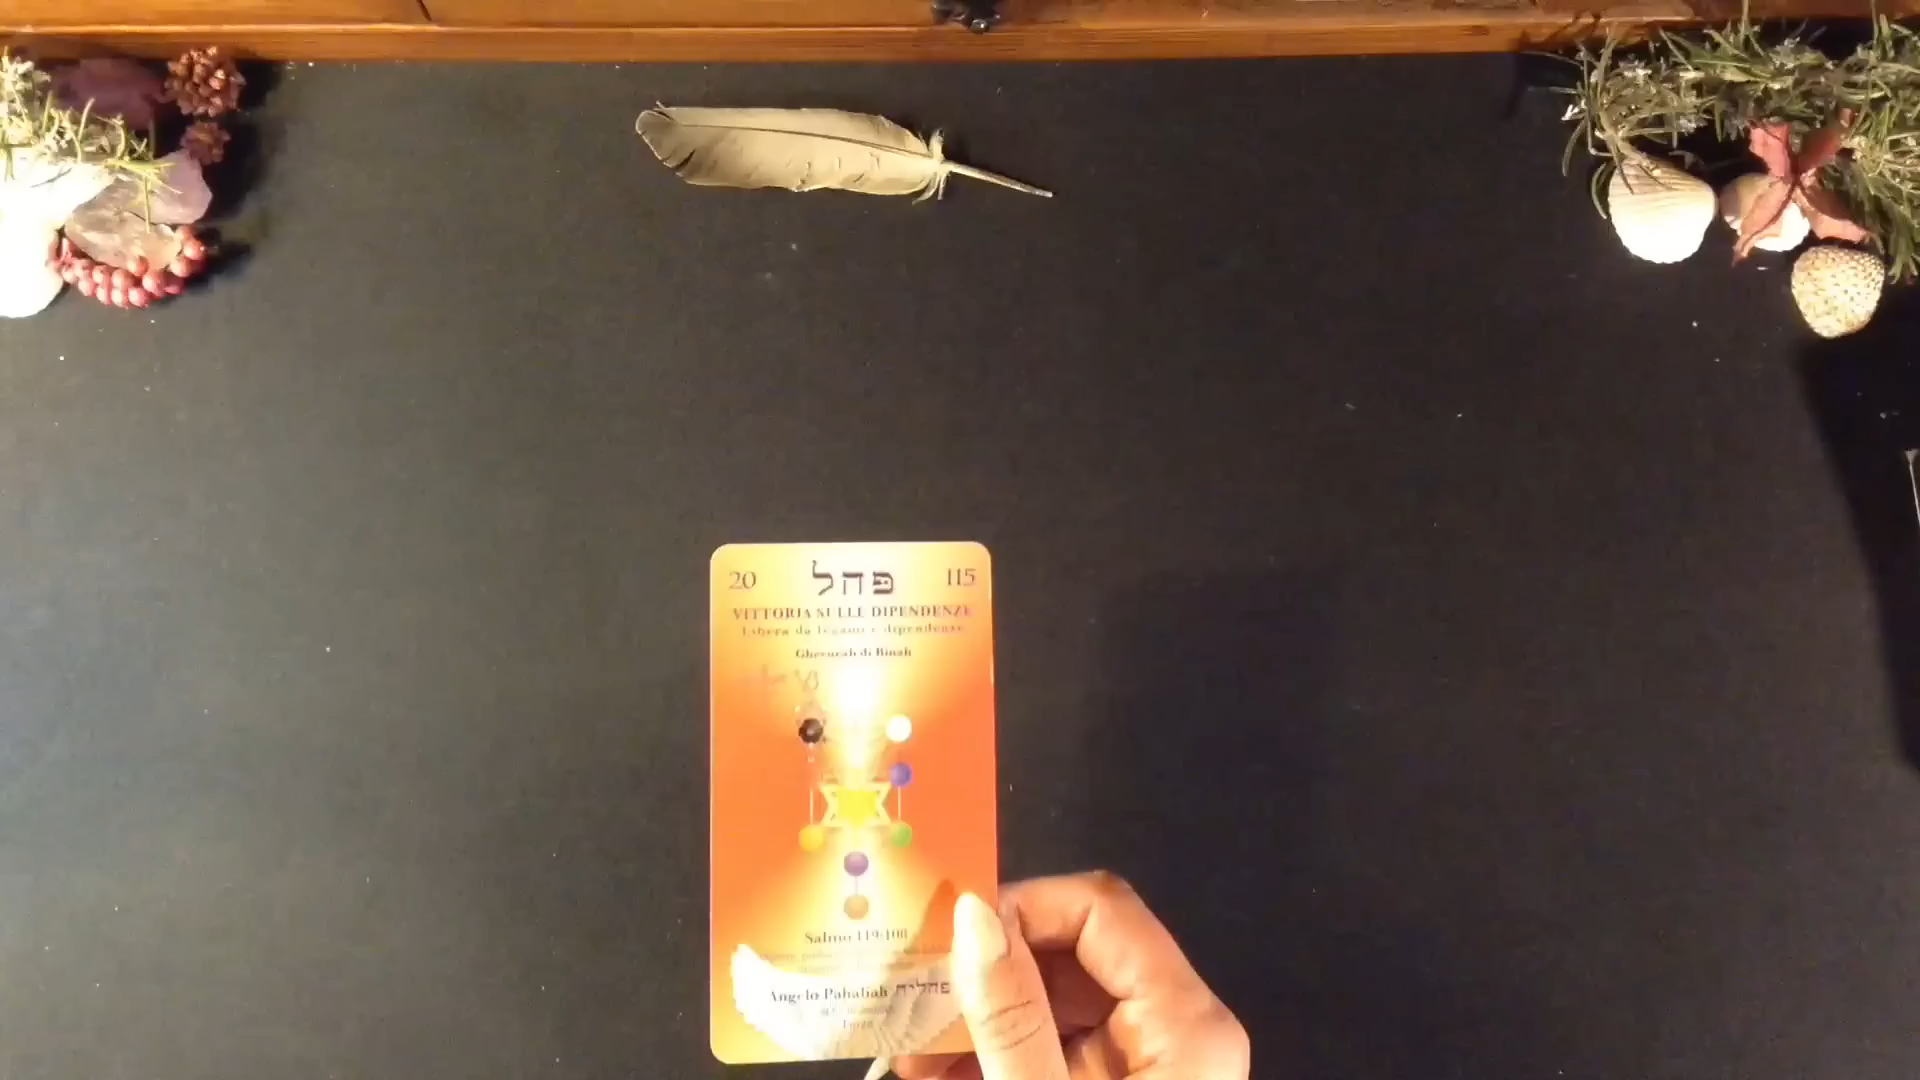 20 פהל 115
VITTORIA SULLE DIPENDENZE
Libera da legami e dipendenze
Ghevurah di Binah
Salmo 119:108
Angelo Pahaliah פהליה